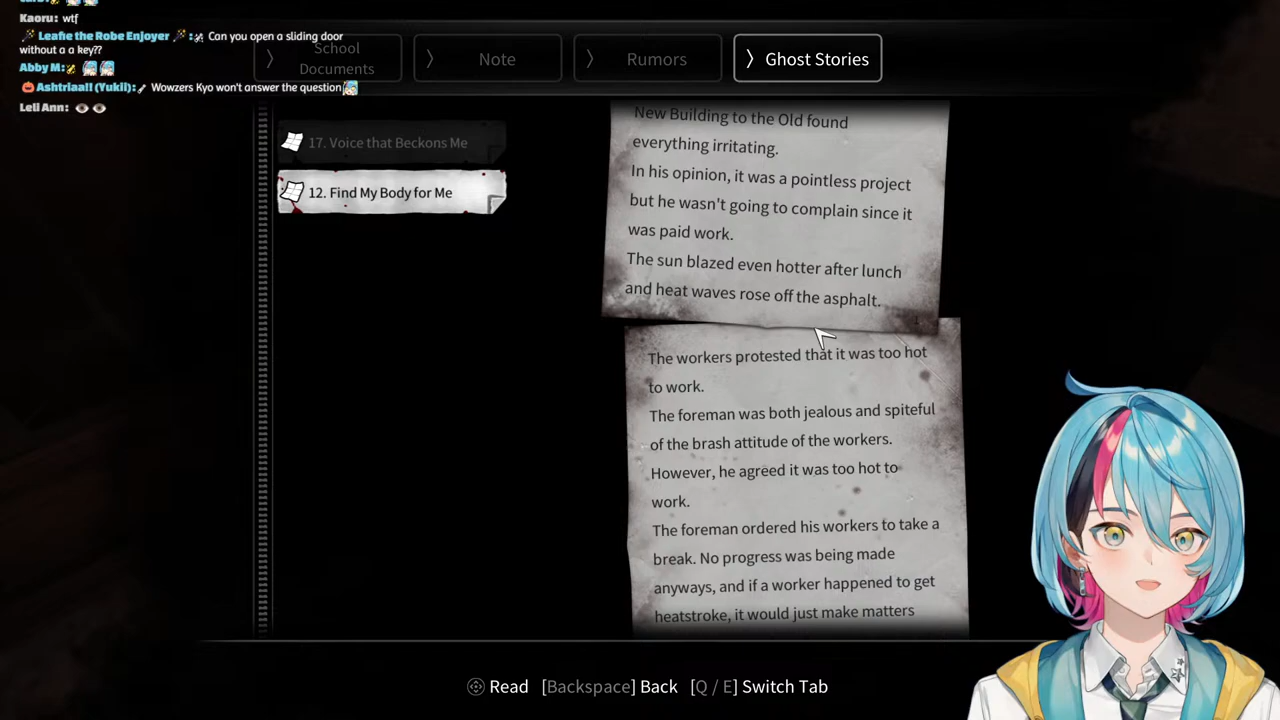 Kaoru: wtf
Leafie the Robe Enjoyer : Can you open a sliding door
without a a key??
Abby M:
Ashtriaa!! (Yukii): Wowzers Kyo won't answer the question
Lell Ann:
School
Documents
Note
Rumors
Ghost Stories
17. Voice that Beckons Me
12. Find My Body for Me
New Building to the Old found
everything irritating.
In his opinion, it was a pointless project
but he wasn't going to complain since it
was paid work.
The sun blazed even hotter after lunch
and heat waves rose off the asphalt.
The workers protested that it was too hot
to work.
The foreman was both jealous and spiteful
of the brash attitude of the workers.
However, he agreed it was too hot to
work.
The foreman ordered his workers to take a
break. No progress was being made
anyways, and if a worker happened to get
heatstroke, it would just make matters
Read [Backspace] Back [Q / E] Switch Tab